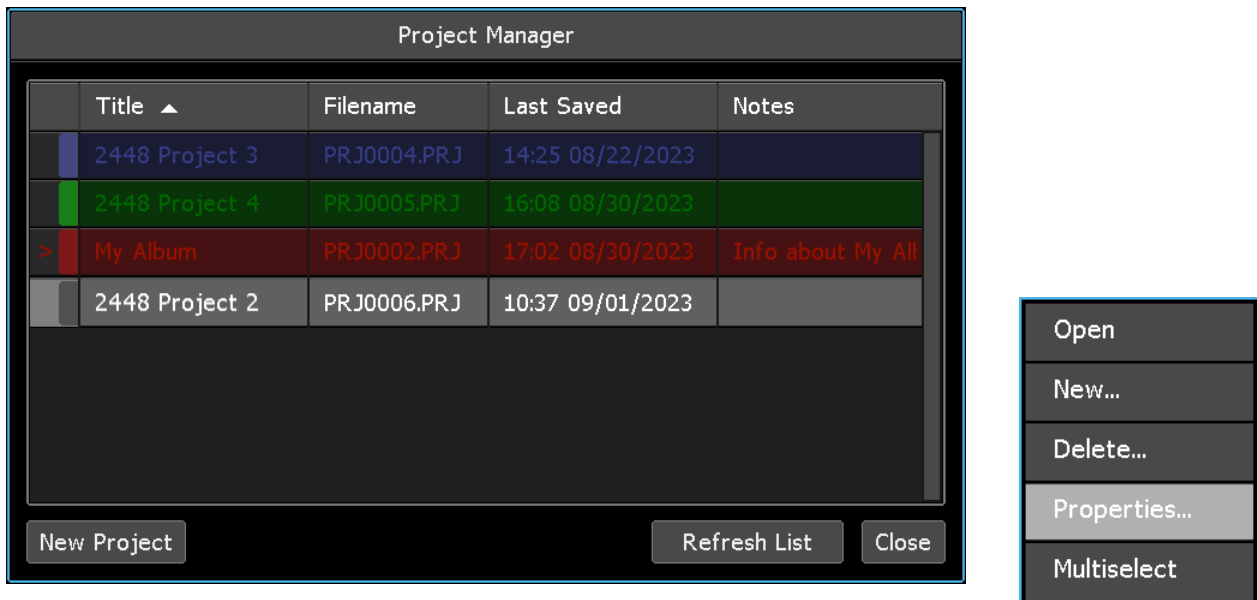 Project Manager
Title ▲ Filename Last Saved Notes
2448 Project 3 PRJ0004.PRJ 14:25 08/22/2023
2448 Project 4 PRJ0005.PRJ 16:08 08/30/2023
> My Album PRJ0002.PRJ 17:02 08/30/2023 Info about My All
2448 Project 2 PRJ0006.PRJ 10:37 09/01/2023
New Project Refresh List Close
Open
New...
Delete...
Properties...
Multiselect